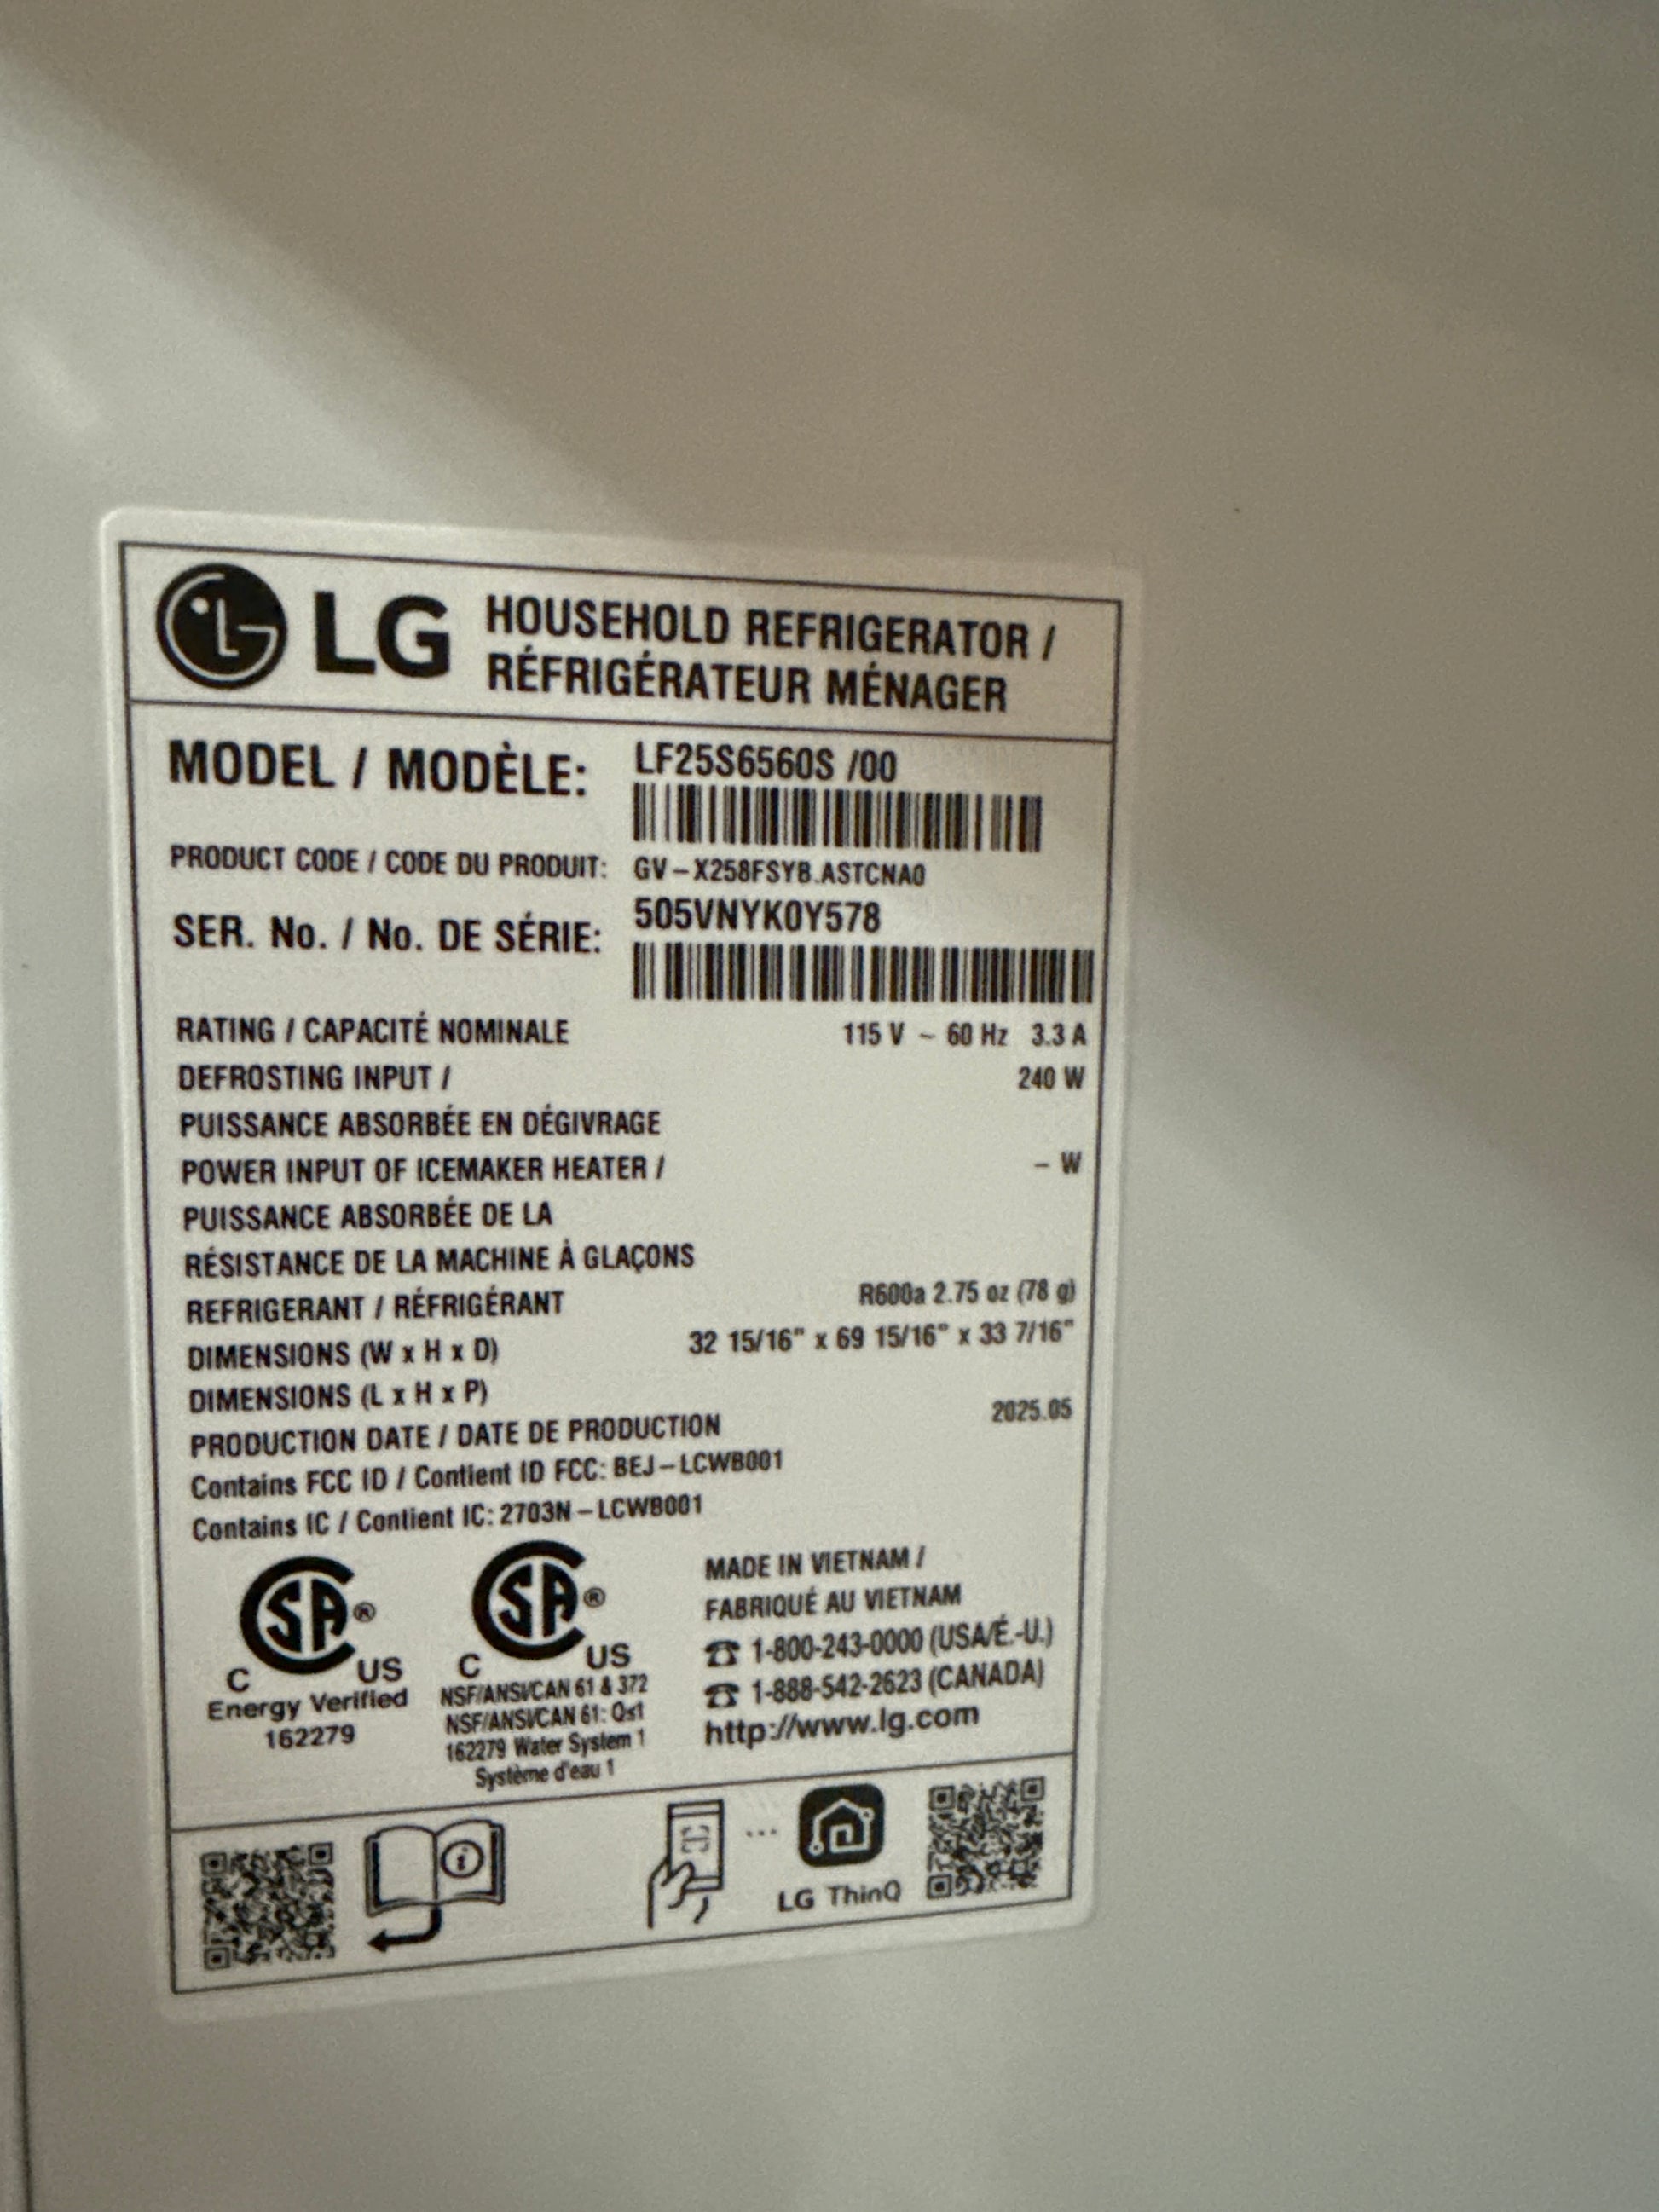 LG HOUSEHOLD REFRIGERATOR /
RÉFRIGÉRATEUR MÉNAGER
MODEL / MODÈLE: LF25S6560S /00
PRODUCT CODE / CODE DU PRODUIT: GV-X258FSYB.ASTCNA0
SER. No. / No. DE SÉRIE: 505VNYK0Y578
RATING / CAPACITÉ NOMINALE 115 V ~ 60 Hz 3.3 A
DEFROSTING INPUT / 240 W
PUISSANCE ABSORBÉE EN DÉGIVRAGE
POWER INPUT OF ICEMAKER HEATER / – W
PUISSANCE ABSORBÉE DE LA
RÉSISTANCE DE LA MACHINE À GLAÇONS
REFRIGERANT / RÉFRIGÉRANT R600a 2.75 oz (78 g)
DIMENSIONS (W x H x D) 32 15/16" x 69 15/16" x 33 7/16"
DIMENSIONS (L x H x P)
PRODUCTION DATE / DATE DE PRODUCTION 2025.05
Contains FCC ID / Contient ID FCC: BEJ-LCWB001
Contains IC / Contient IC: 2703N-LCWB001
SA®
C US
Energy Verified
162279
SA®
C US
NSF/ANSI/CAN 61 & 372
NSF/ANSI/CAN 61: Q≤1
162279 Water System 1
Système d'eau 1
MADE IN VIETNAM /
FABRIQUÉ AU VIETNAM
☎ 1-800-243-0000 (USA/É.-U.)
☎ 1-888-542-2623 (CANADA)
http://www.lg.com
LG ThinQ